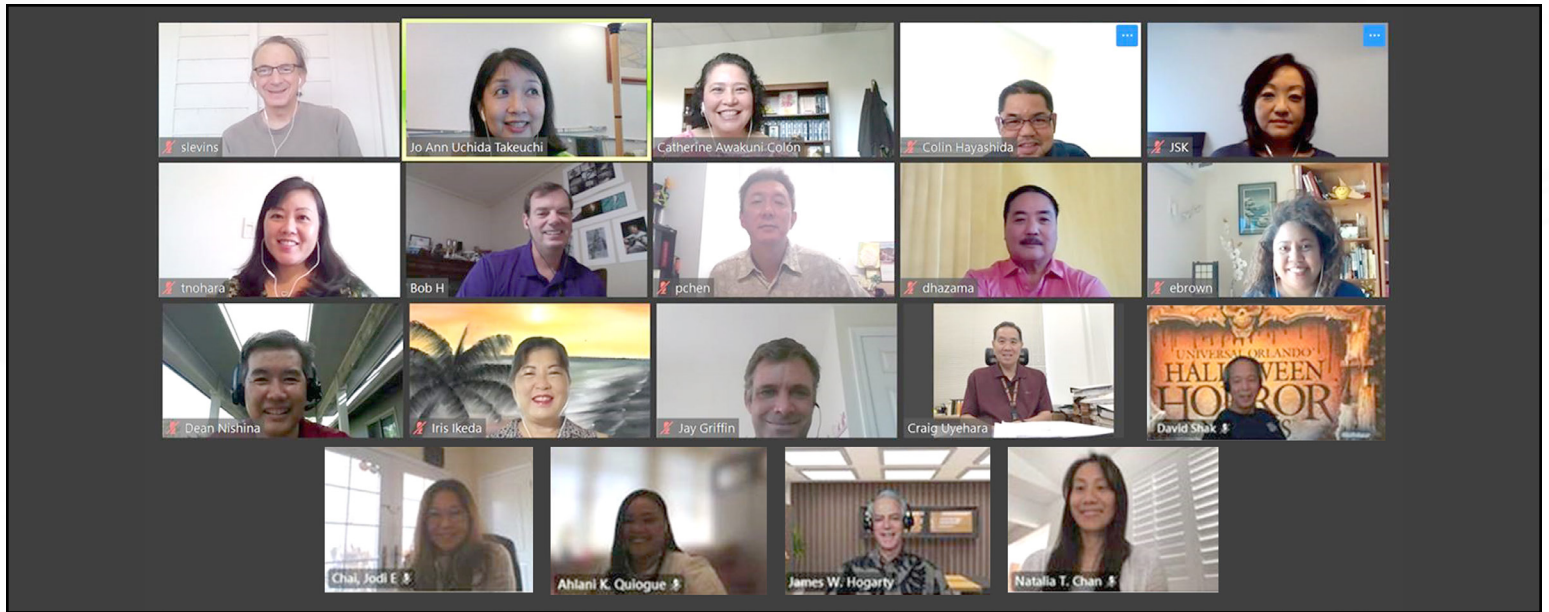 slevins
Jo Ann Uchida Takeuchi
Catherine Awakuni Colón
Colin Hayashida
JSK
tnohara
Bob H
pchen
dhazama
ebrown
Dean Nishina
Iris Ikeda
Jay Griffin
Craig Uyehara
UNIVERSAL ORLANDO
HALLOWEEN
HORROR
David Shak
Chai, Jodi E
Ahlani K. Quiogue
James W. Hogarty
Natalia T. Chan